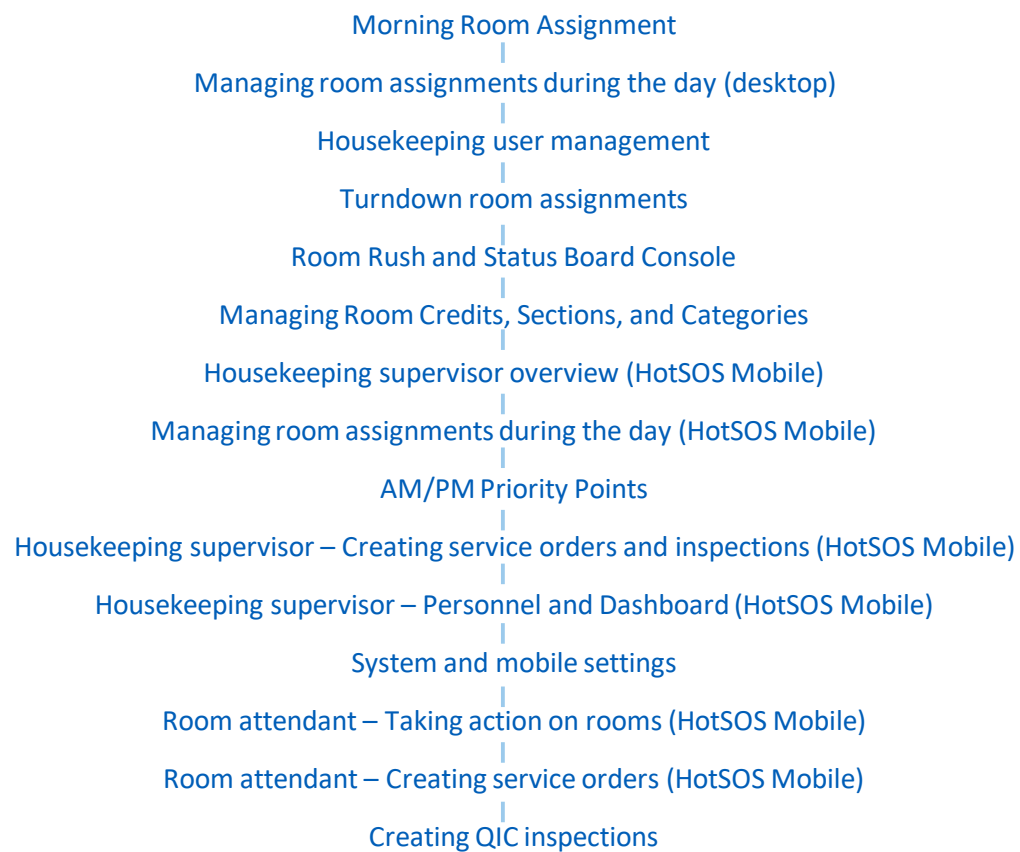 Morning Room Assignment
Managing room assignments during the day (desktop)
Housekeeping user management
Turndown room assignments
Room Rush and Status Board Console
Managing Room Credits, Sections, and Categories
Housekeeping supervisor overview (HotSOS Mobile)
Managing room assignments during the day (HotSOS Mobile)
AM/PM Priority Points
Housekeeping supervisor – Creating service orders and inspections (HotSOS Mobile)
Housekeeping supervisor – Personnel and Dashboard (HotSOS Mobile)
System and mobile settings
Room attendant – Taking action on rooms (HotSOS Mobile)
Room attendant – Creating service orders (HotSOS Mobile)
Creating QIC inspections